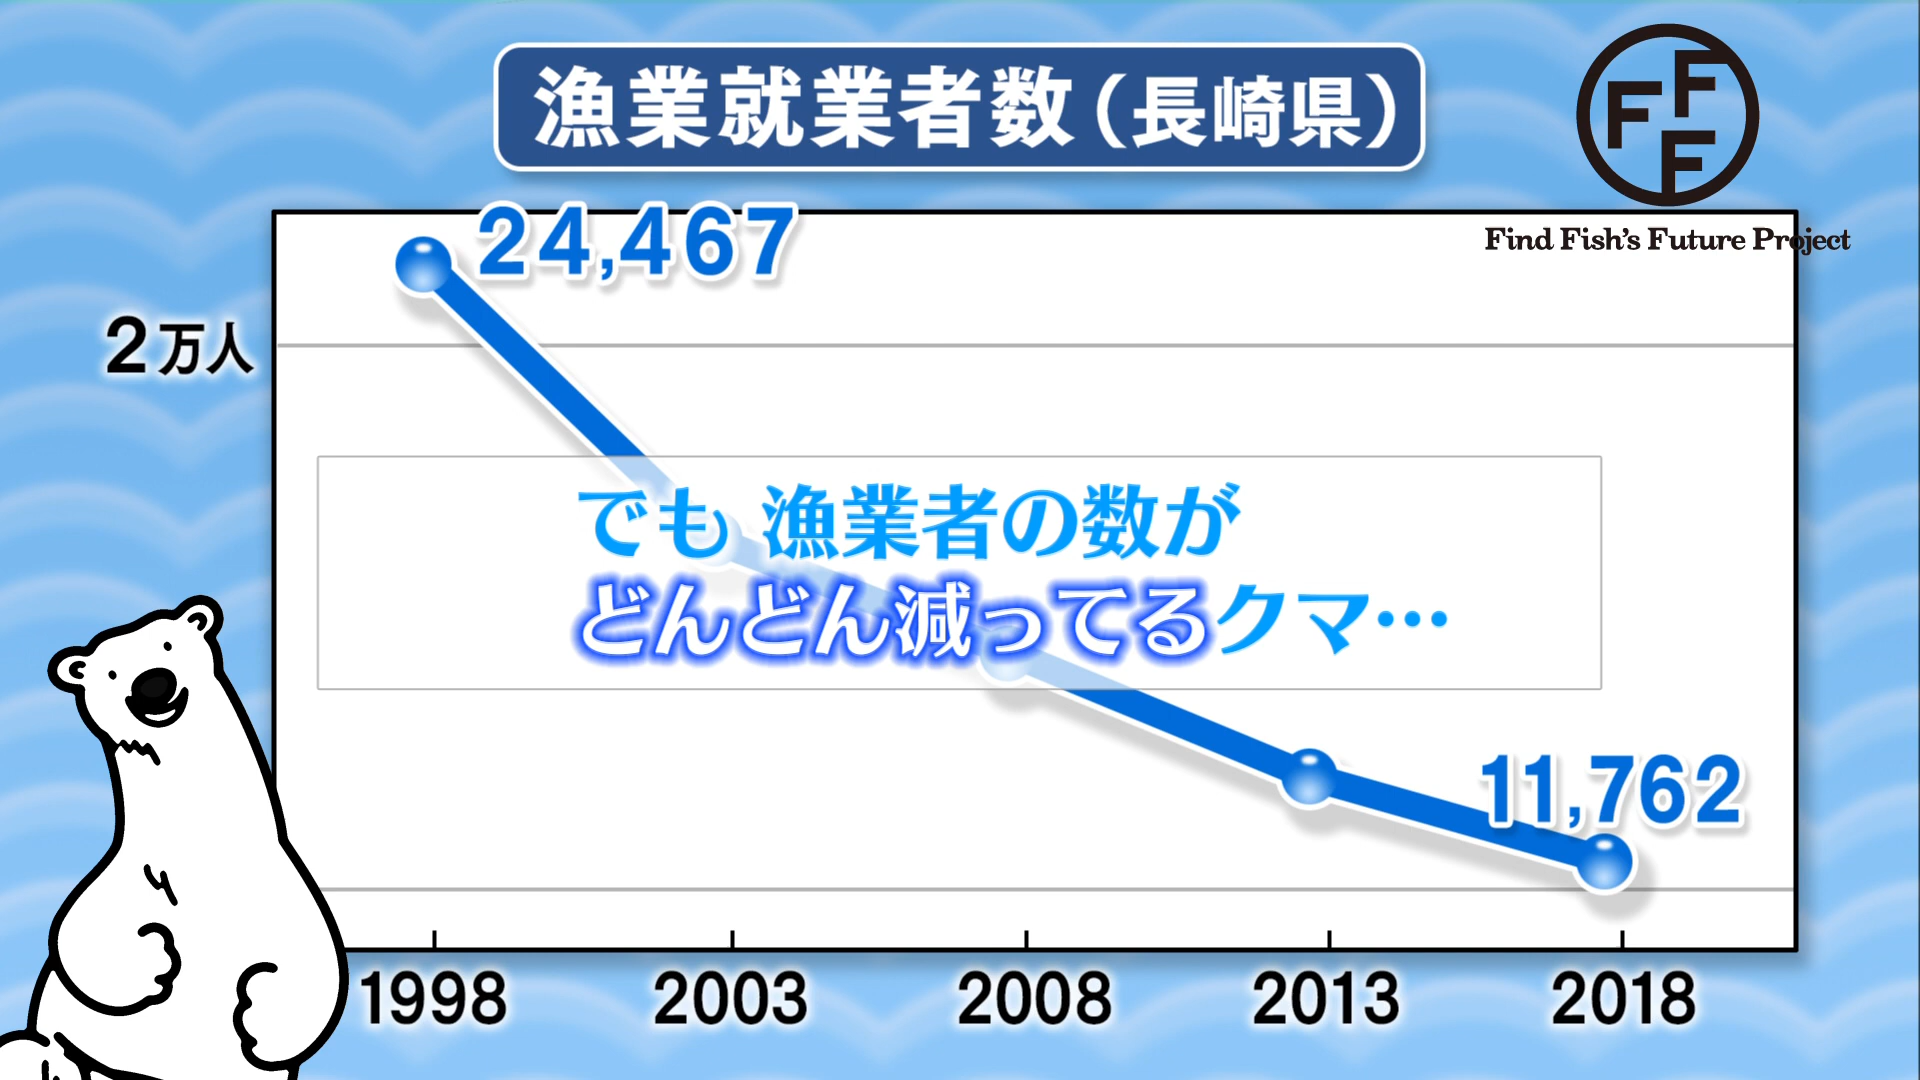 漁業就業者数（長崎県）
FFF
Find Fish's Future Project
24,467
2万人
でも 漁業者の数が
どんどん減ってるクマ…
11,762
1998 2003 2008 2013 2018